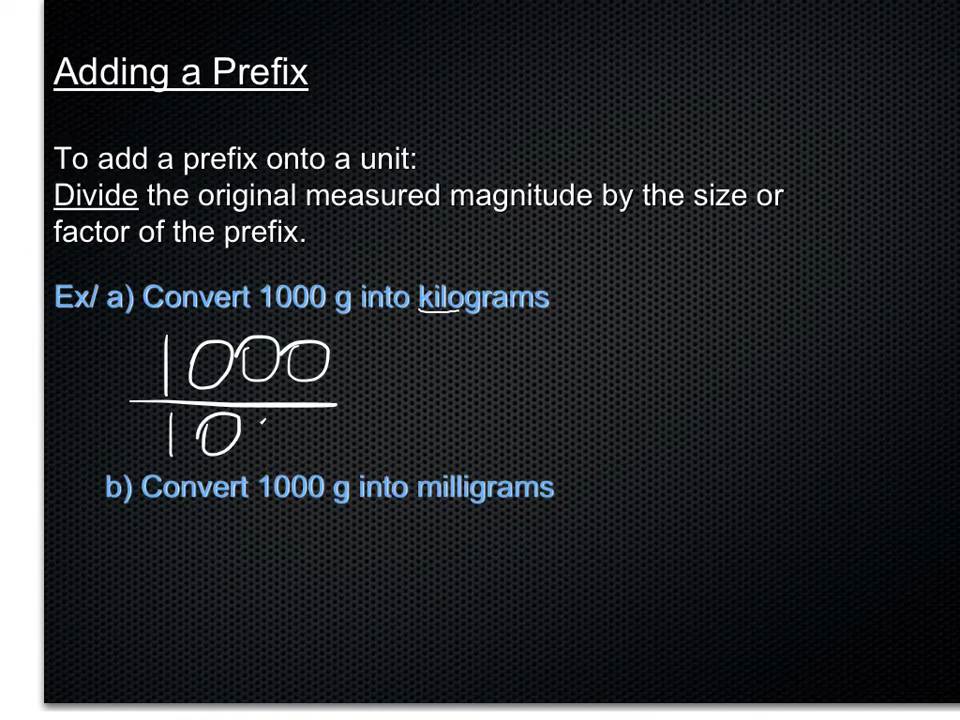 Adding a Prefix
To add a prefix onto a unit:
Divide the original measured magnitude by the size or
factor of the prefix.
Ex/ a) Convert 1000 g into kilograms
1000
10
b) Convert 1000 g into milligrams